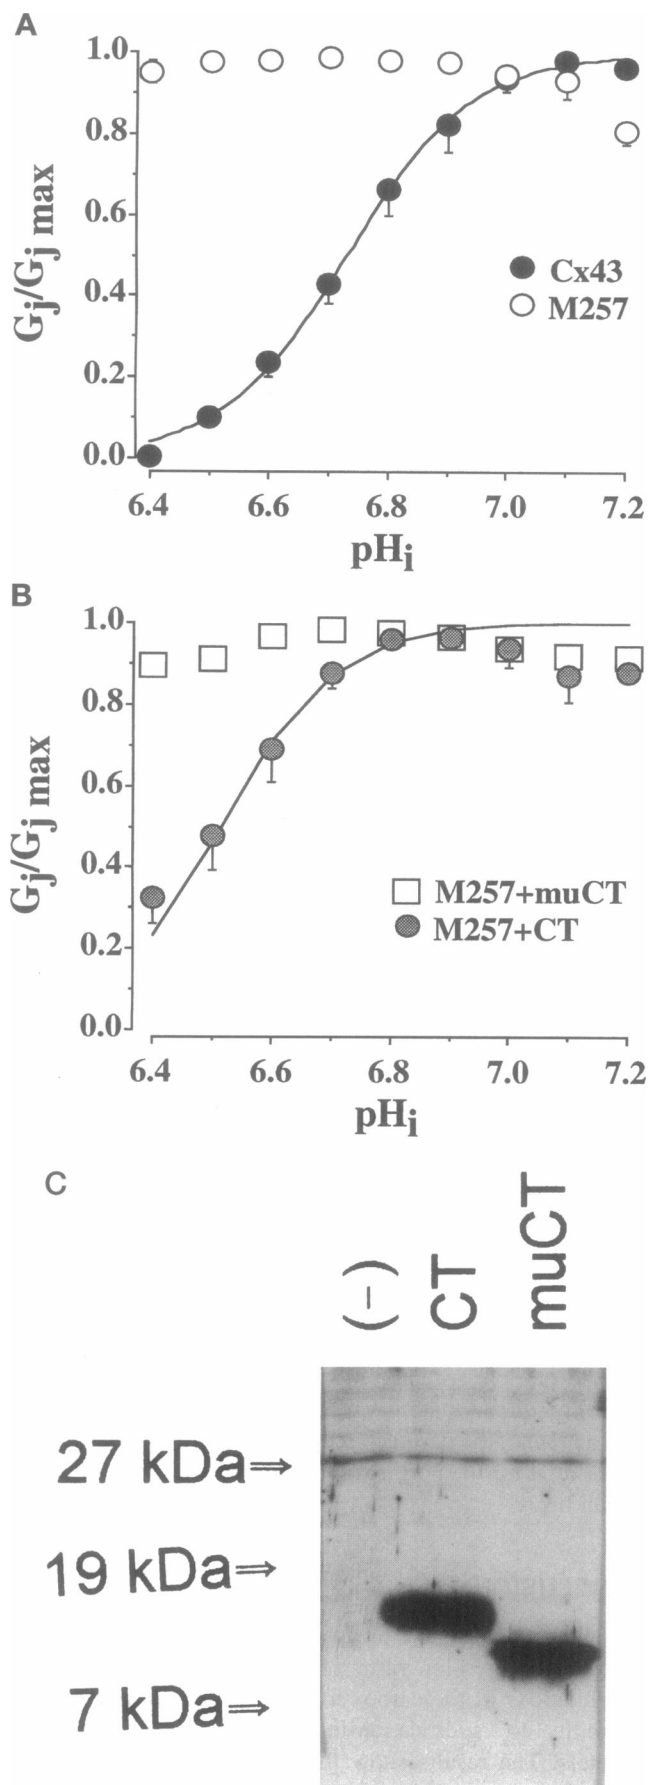 A
1.0
0.8
0.6
0.4
0.2
0.0
Gj/Gj max
Cx43
M257
6.4 6.6 6.8 7.0 7.2
pHi
B
1.0
0.8
0.6
0.4
0.2
0.0
Gj/Gj max
M257+muCT
M257+CT
6.4 6.6 6.8 7.0 7.2
pHi
C
(-) CT muCT
27 kDa⇒
19 kDa⇒
7 kDa⇒